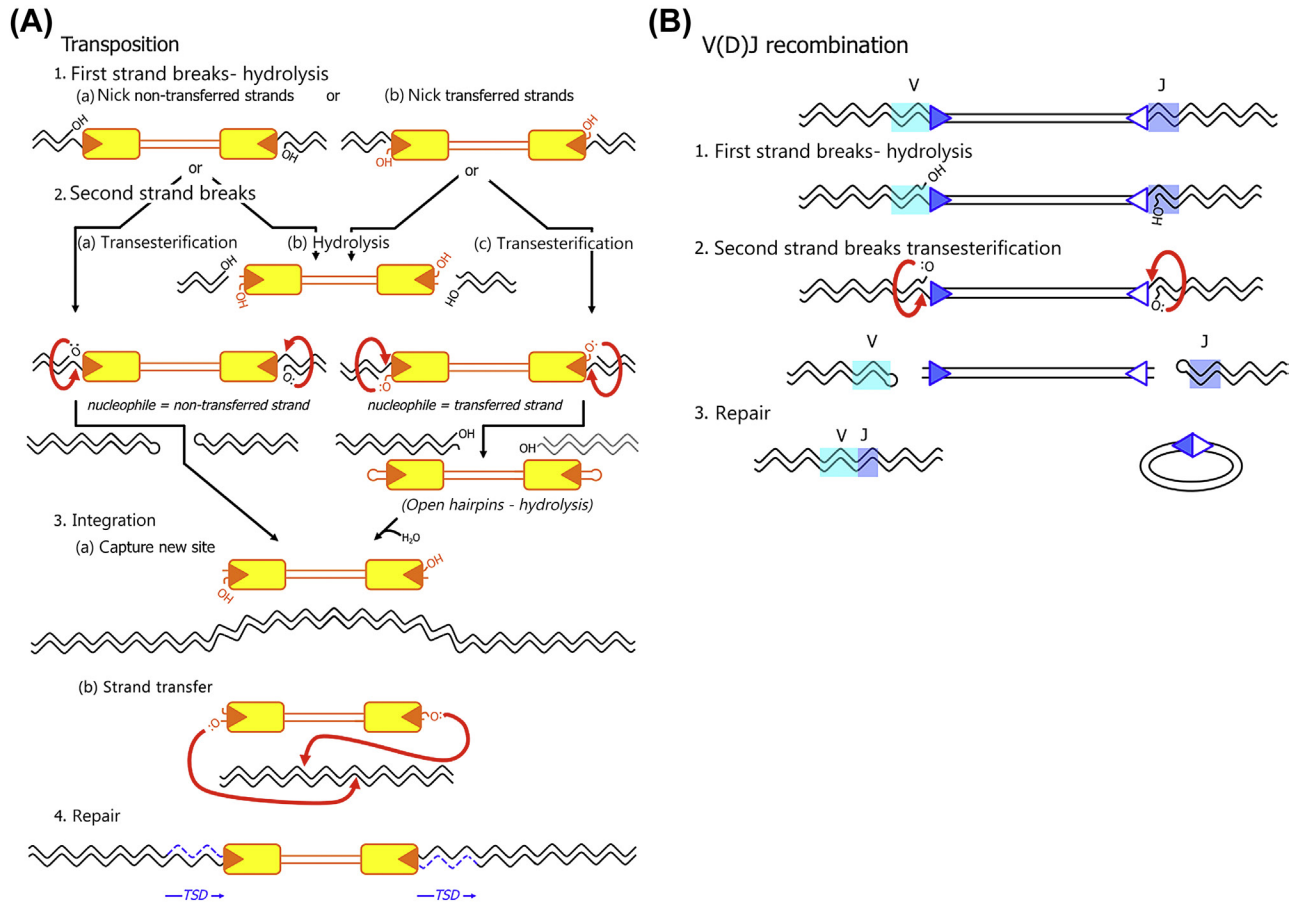 (A)
Transposition
1. First strand breaks- hydrolysis
(a) Nick non-transferred strands or
(b) Nick transferred strands
OH
OH
OH
OH
or
or
2. Second strand breaks
(a) Transesterification
(b) Hydrolysis
(c) Transesterification
OH
OH
OH
HO
O:
O:
O:
:O
nucleophile = non-transferred strand
nucleophile = transferred strand
OH
OH
(Open hairpins - hydrolysis)
3. Integration
H₂O
(a) Capture new site
OH
OH
(b) Strand transfer
:O
O:
4. Repair
TSD
TSD
(B)
V(D)J recombination
V
J
1. First strand breaks- hydrolysis
OH
OH
2. Second strand breaks transesterification
:O
O:
V
J
3. Repair
V J